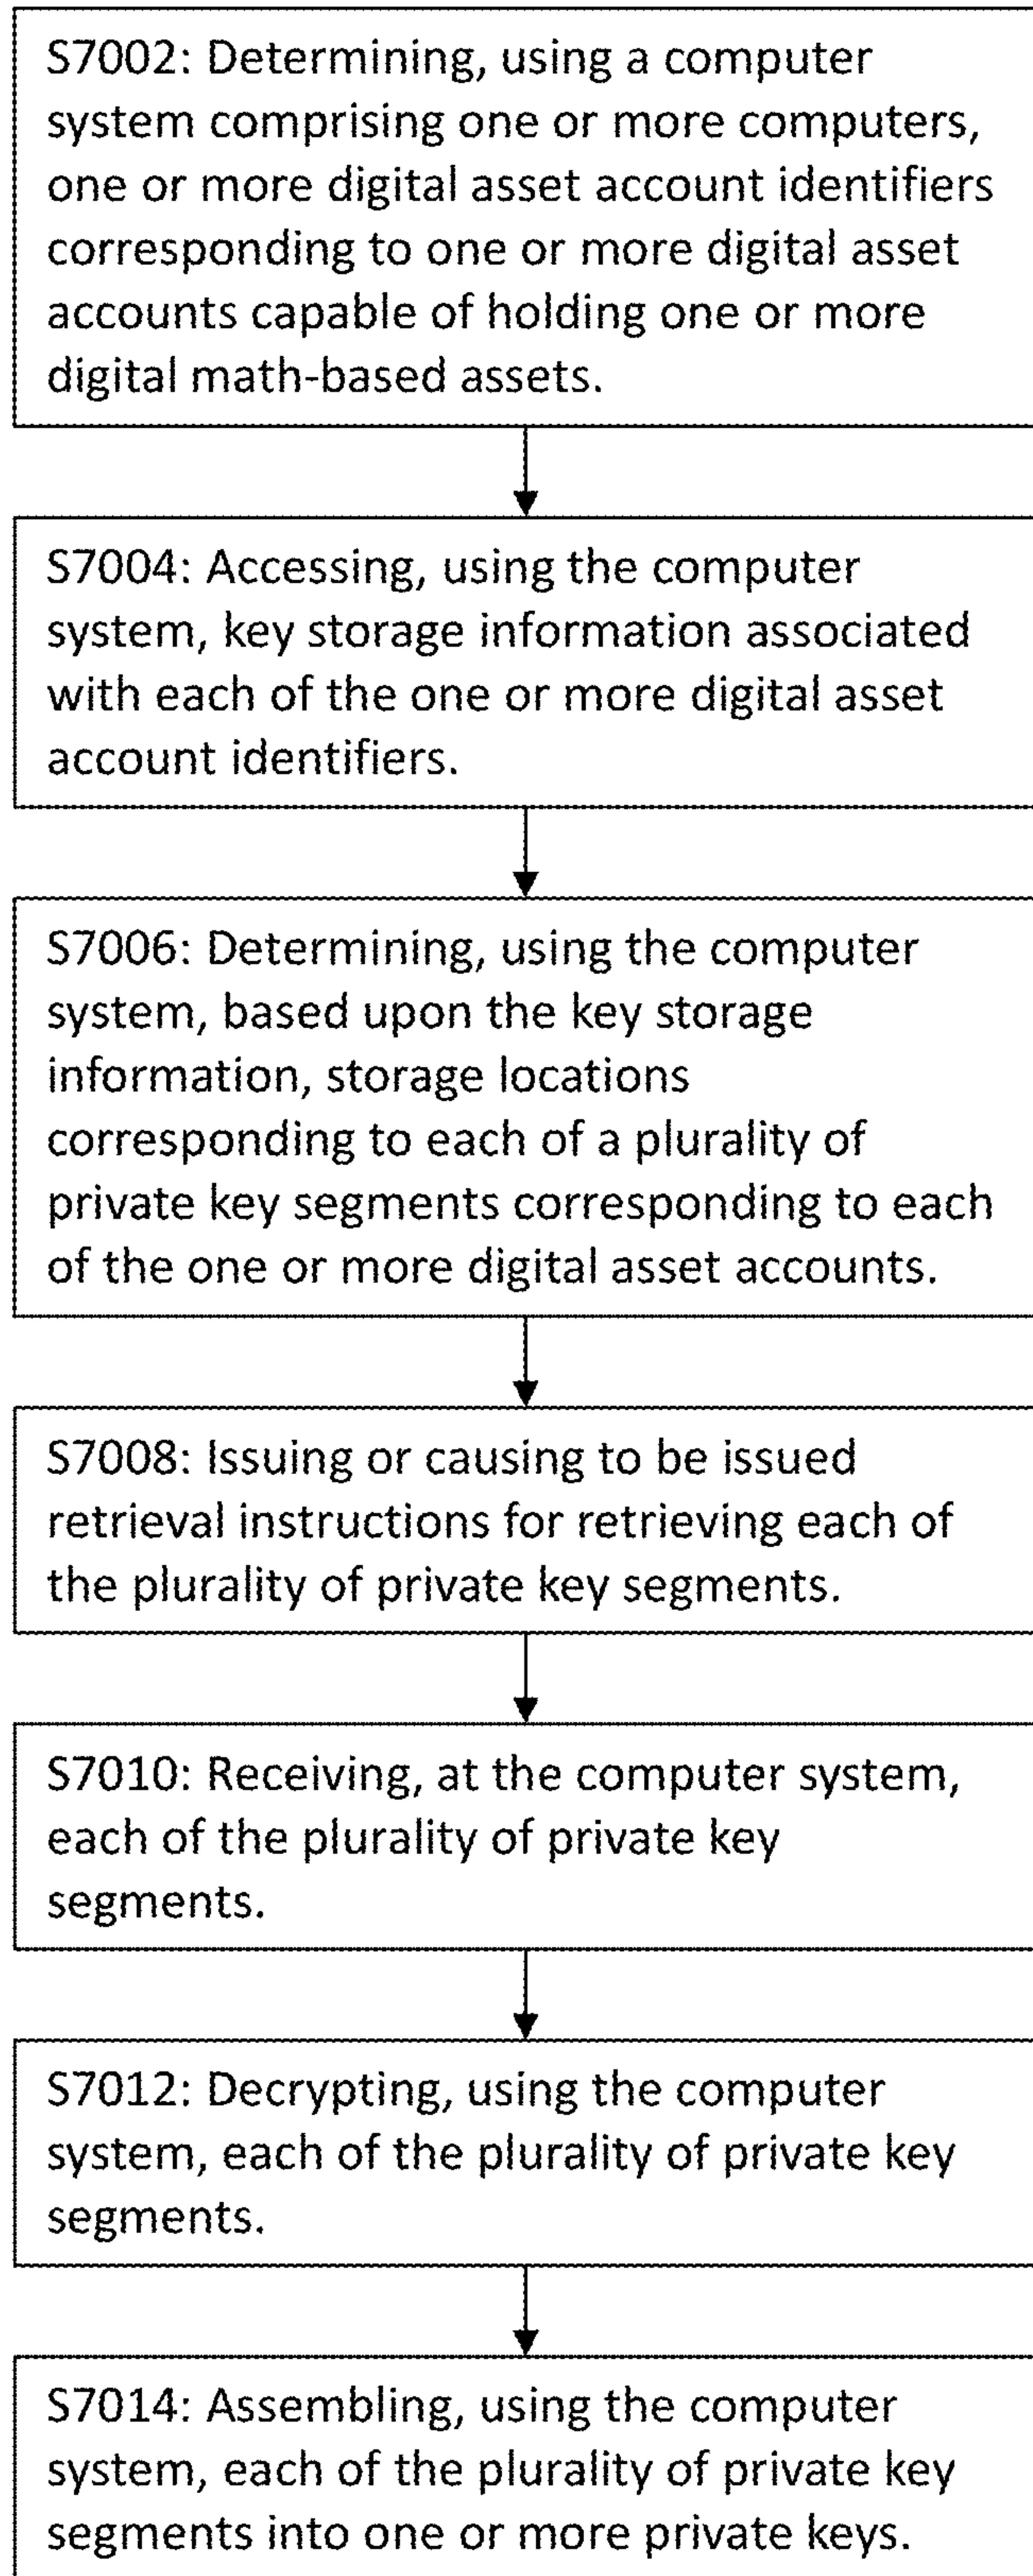 S7002: Determining, using a computer
system comprising one or more computers,
one or more digital asset account identifiers
corresponding to one or more digital asset
accounts capable of holding one or more
digital math-based assets.
S7004: Accessing, using the computer
system, key storage information associated
with each of the one or more digital asset
account identifiers.
S7006: Determining, using the computer
system, based upon the key storage
information, storage locations
corresponding to each of a plurality of
private key segments corresponding to each
of the one or more digital asset accounts.
S7008: Issuing or causing to be issued
retrieval instructions for retrieving each of
the plurality of private key segments.
S7010: Receiving, at the computer system,
each of the plurality of private key
segments.
S7012: Decrypting, using the computer
system, each of the plurality of private key
segments.
S7014: Assembling, using the computer
system, each of the plurality of private key
segments into one or more private keys.